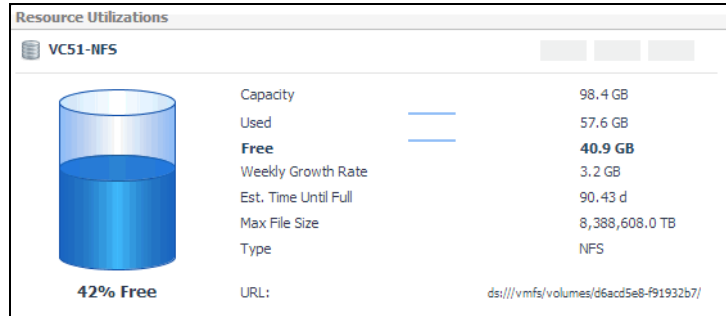 Resource Utilizations
VC51-NFS
Capacity 98.4 GB
Used 57.6 GB
Free 40.9 GB
Weekly Growth Rate 3.2 GB
Est. Time Until Full 90.43 d
Max File Size 8,388,608.0 TB
Type NFS
42% Free
URL: ds:///vmfs/volumes/d6acd5e8-f91932b7/